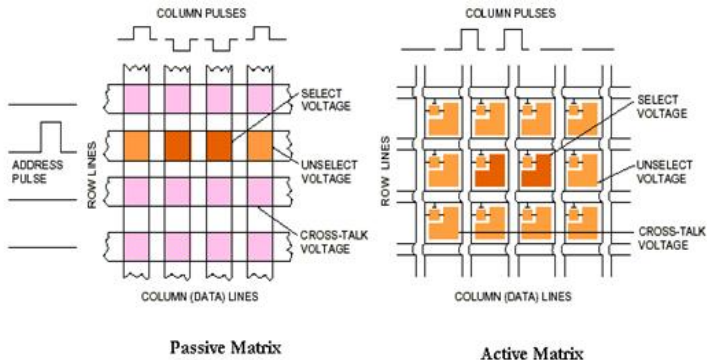 COLUMN PULSES
SELECT
VOLTAGE
ADDRESS
PULSE
ROW LINES
UNSELECT
VOLTAGE
CROSS-TALK
VOLTAGE
COLUMN (DATA) LINES
Passive Matrix
COLUMN PULSES
SELECT
VOLTAGE
ROW LINES
UNSELECT
VOLTAGE
CROSS-TALK
VOLTAGE
COLUMN (DATA) LINES
Active Matrix